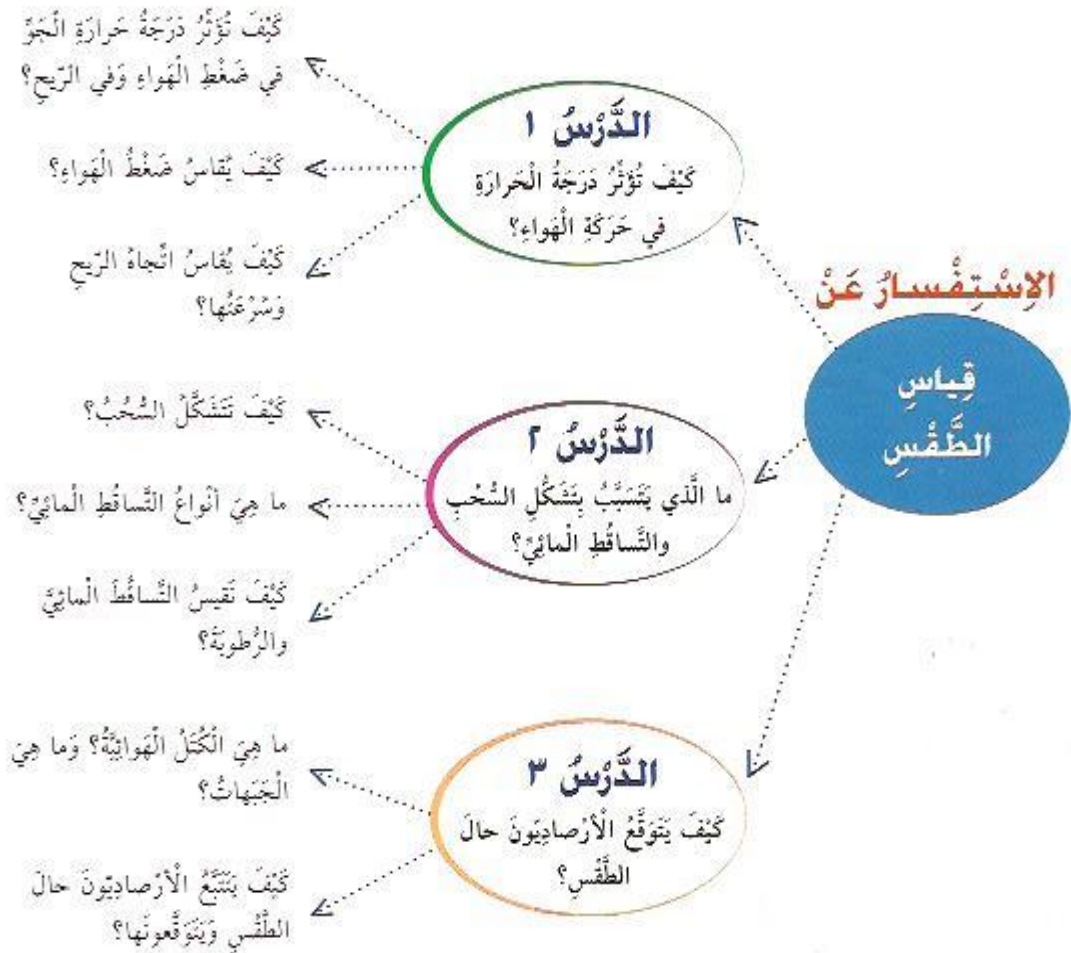 الِاسْتِفْسارُ عَنْ
قِياسِ
الطَّقْسِ
الدَّرْسُ ١
كَيْفَ تُؤَثِّرُ دَرَجَةُ الْحَرارَةِ
في حَرَكَةِ الْهَواءِ؟
كَيْفَ تُؤَثِّرُ دَرَجَةُ حَرارَةِ الْجَوِّ
في ضَغْطِ الْهَواءِ وَفي الرّيحِ؟
كَيْفَ يُقاسُ ضَغْطُ الْهَواءِ؟
كَيْفَ يُقاسُ اتِّجاهُ الرّيحِ
وَسُرْعَتُها؟
الدَّرْسُ ٢
ما الَّذي يَتَسَبَّبُ بِتَشَكُّلِ السُّحُبِ
والتَّساقُطِ الْمائِيِّ؟
كَيْفَ تَتَشَكَّلُ السُّحُبُ؟
ما هِيَ أَنْواعُ التَّساقُطِ الْمائِيِّ؟
كَيْفَ نَقيسُ التَّساقُطَ الْمائِيَّ
والرُّطوبَةَ؟
الدَّرْسُ ٣
كَيْفَ يَتَوَقَّعُ الْأَرْصادِيّونَ حالَ
الطَّقْسِ؟
ما هِيَ الْكُتَلُ الْهَوائِيَّةُ؟ وَما هِيَ
الْجَبَهاتُ؟
كَيْفَ يَتَتَبَّعُ الْأَرْصادِيّونَ حالَ
الطَّقْسِ وَيَتَوَقَّعونَها؟